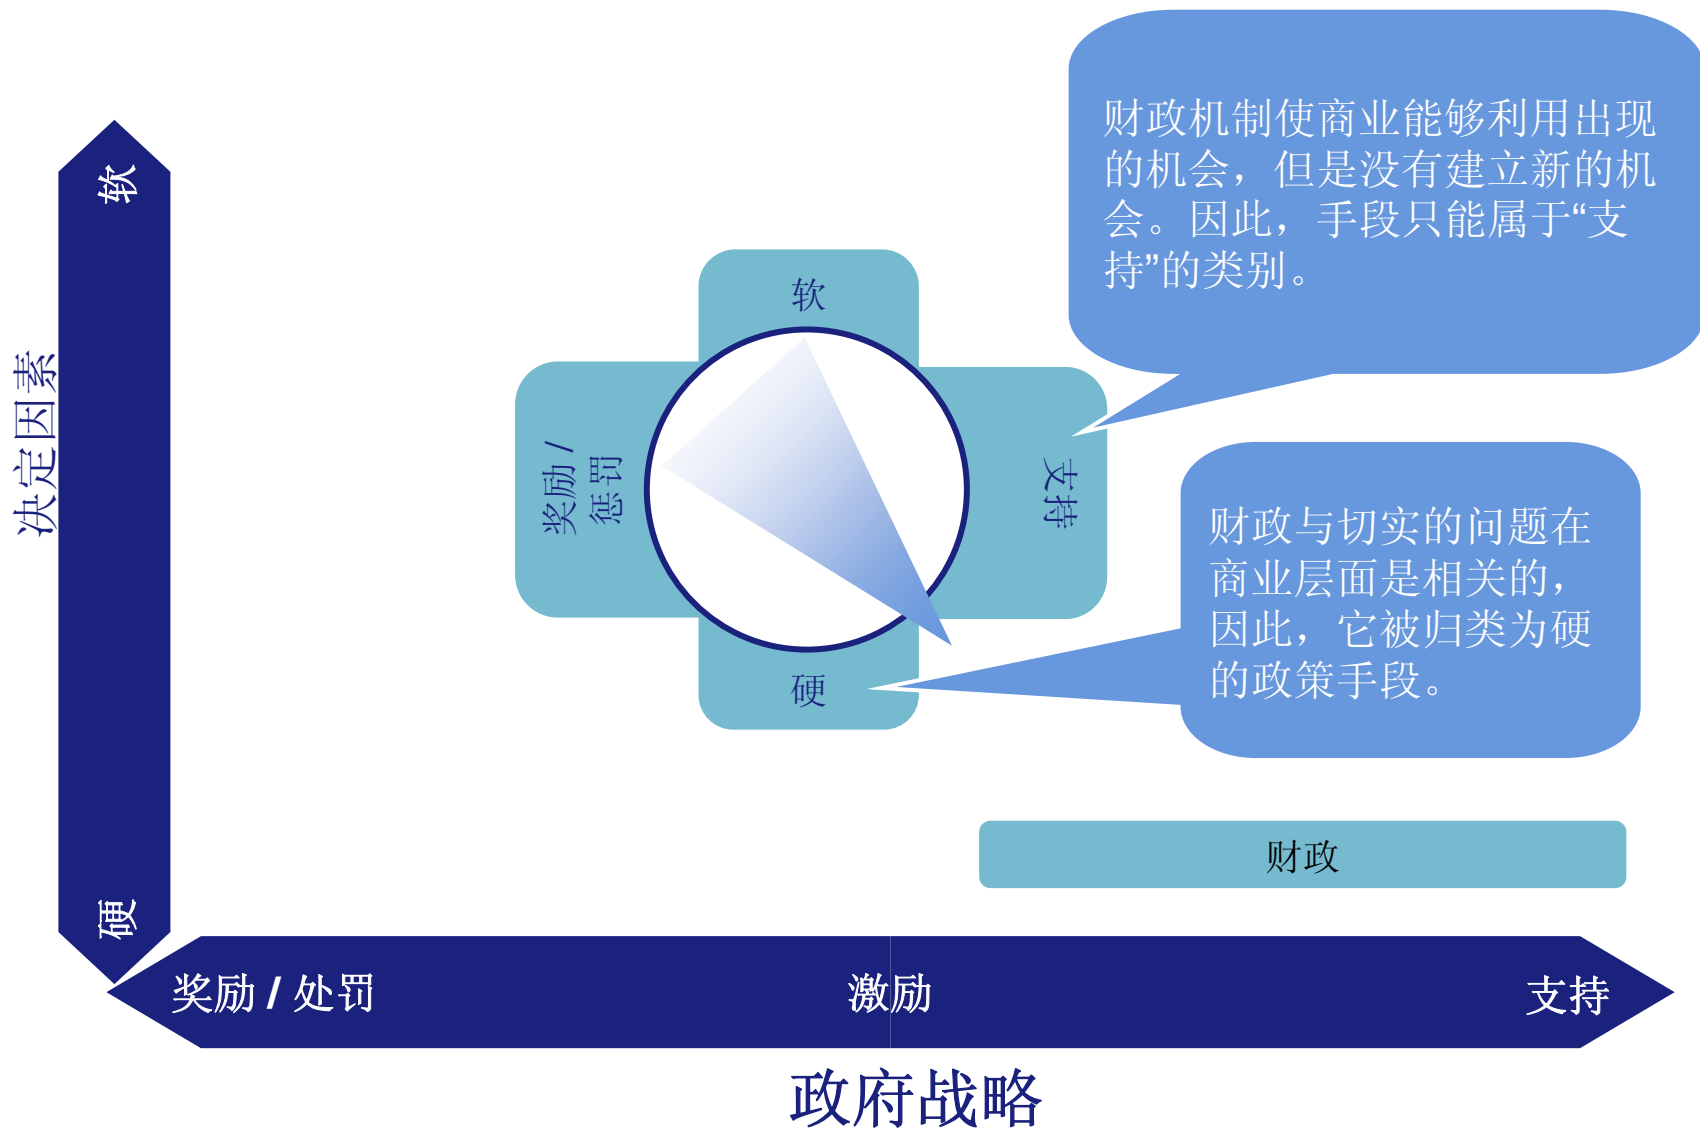 财政机制使商业能够利用出现
的机会，但是没有建立新的机
会。因此，手段只能属于“支
持”的类别。
软
决定因素
硬
软
奖励 /
惩罚
支持
硬
财政与切实的问题在
商业层面是相关的，
因此，它被归类为硬
的政策手段。
财政
奖励 / 处罚
激励
支持
政府战略